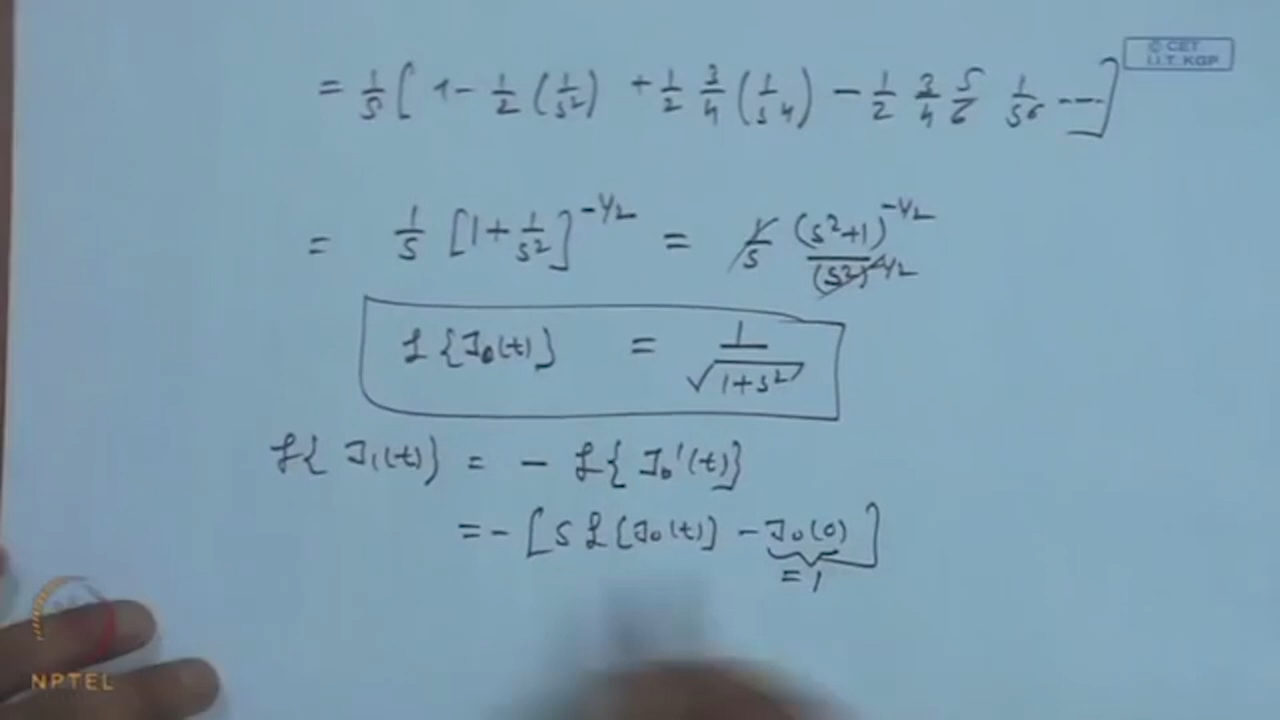 © CET
I.I.T. KGP
= 1/s [ 1 - 1/2 (1/s²) + 1/2 3/4 (1/s⁴) - 1/2 3/4 5/6 1/s⁶ --- ]
= 1/s [1 + 1/s²]^(-1/2) = 1/s (s²+1)^(-1/2) / (s²)^(-1/2)
ℒ{J₀(t)} = 1/√(1+s²)
ℒ{J₁(t)} = - ℒ{J₀'(t)}
= - [s ℒ{J₀(t)} - J₀(0)]
= 1
NPTEL